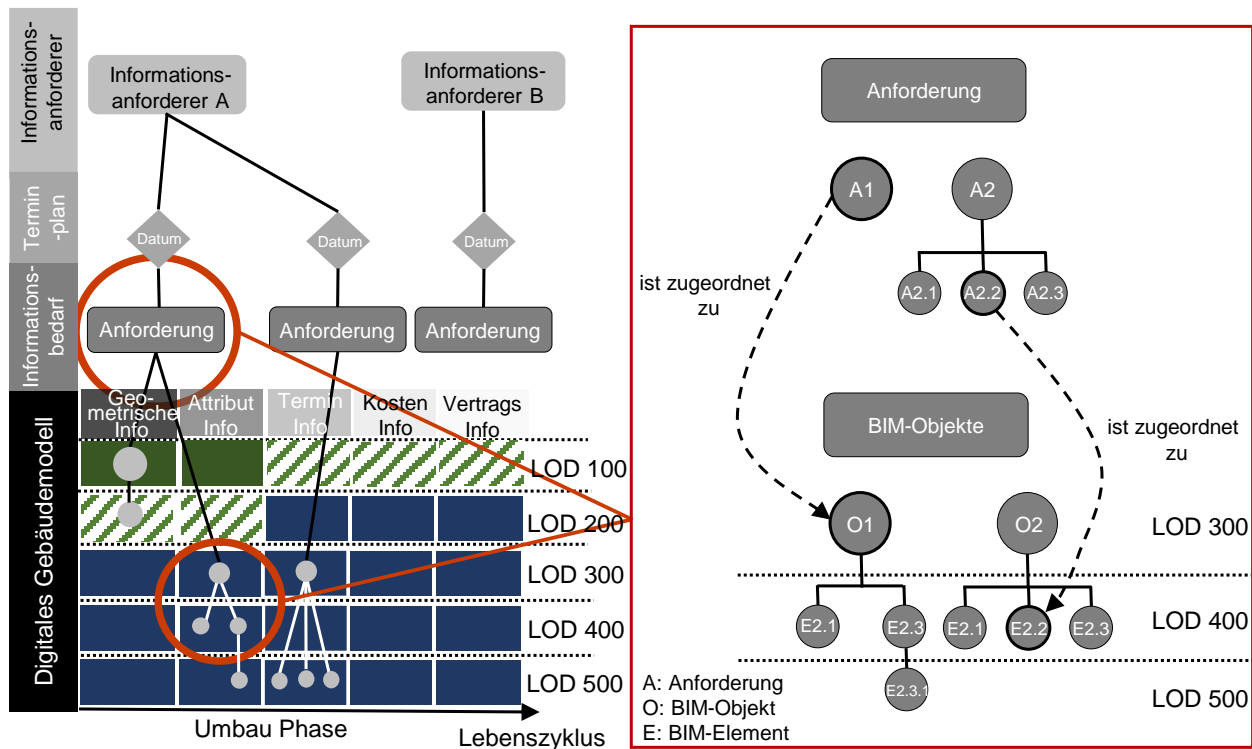 Informations-
anforderer
Termin
-plan
Informations-
bedarf
Digitales Gebäudemodell
Informations-
anforderer A
Informations-
anforderer B
Datum
Datum
Datum
Anforderung
Anforderung
Anforderung
Geo-
metrische
Info
Attribut
Info
Termin
Info
Kosten
Info
Vertrags
Info
LOD 100
LOD 200
LOD 300
LOD 400
LOD 500
Umbau Phase
Lebenszyklus
Anforderung
A1
A2
A2.1
A2.2
A2.3
ist zugeordnet
zu
BIM-Objekte
ist zugeordnet
zu
O1
O2
LOD 300
E2.1
E2.3
E2.1
E2.2
E2.3
LOD 400
E2.3.1
LOD 500
A: Anforderung
O: BIM-Objekt
E: BIM-Element